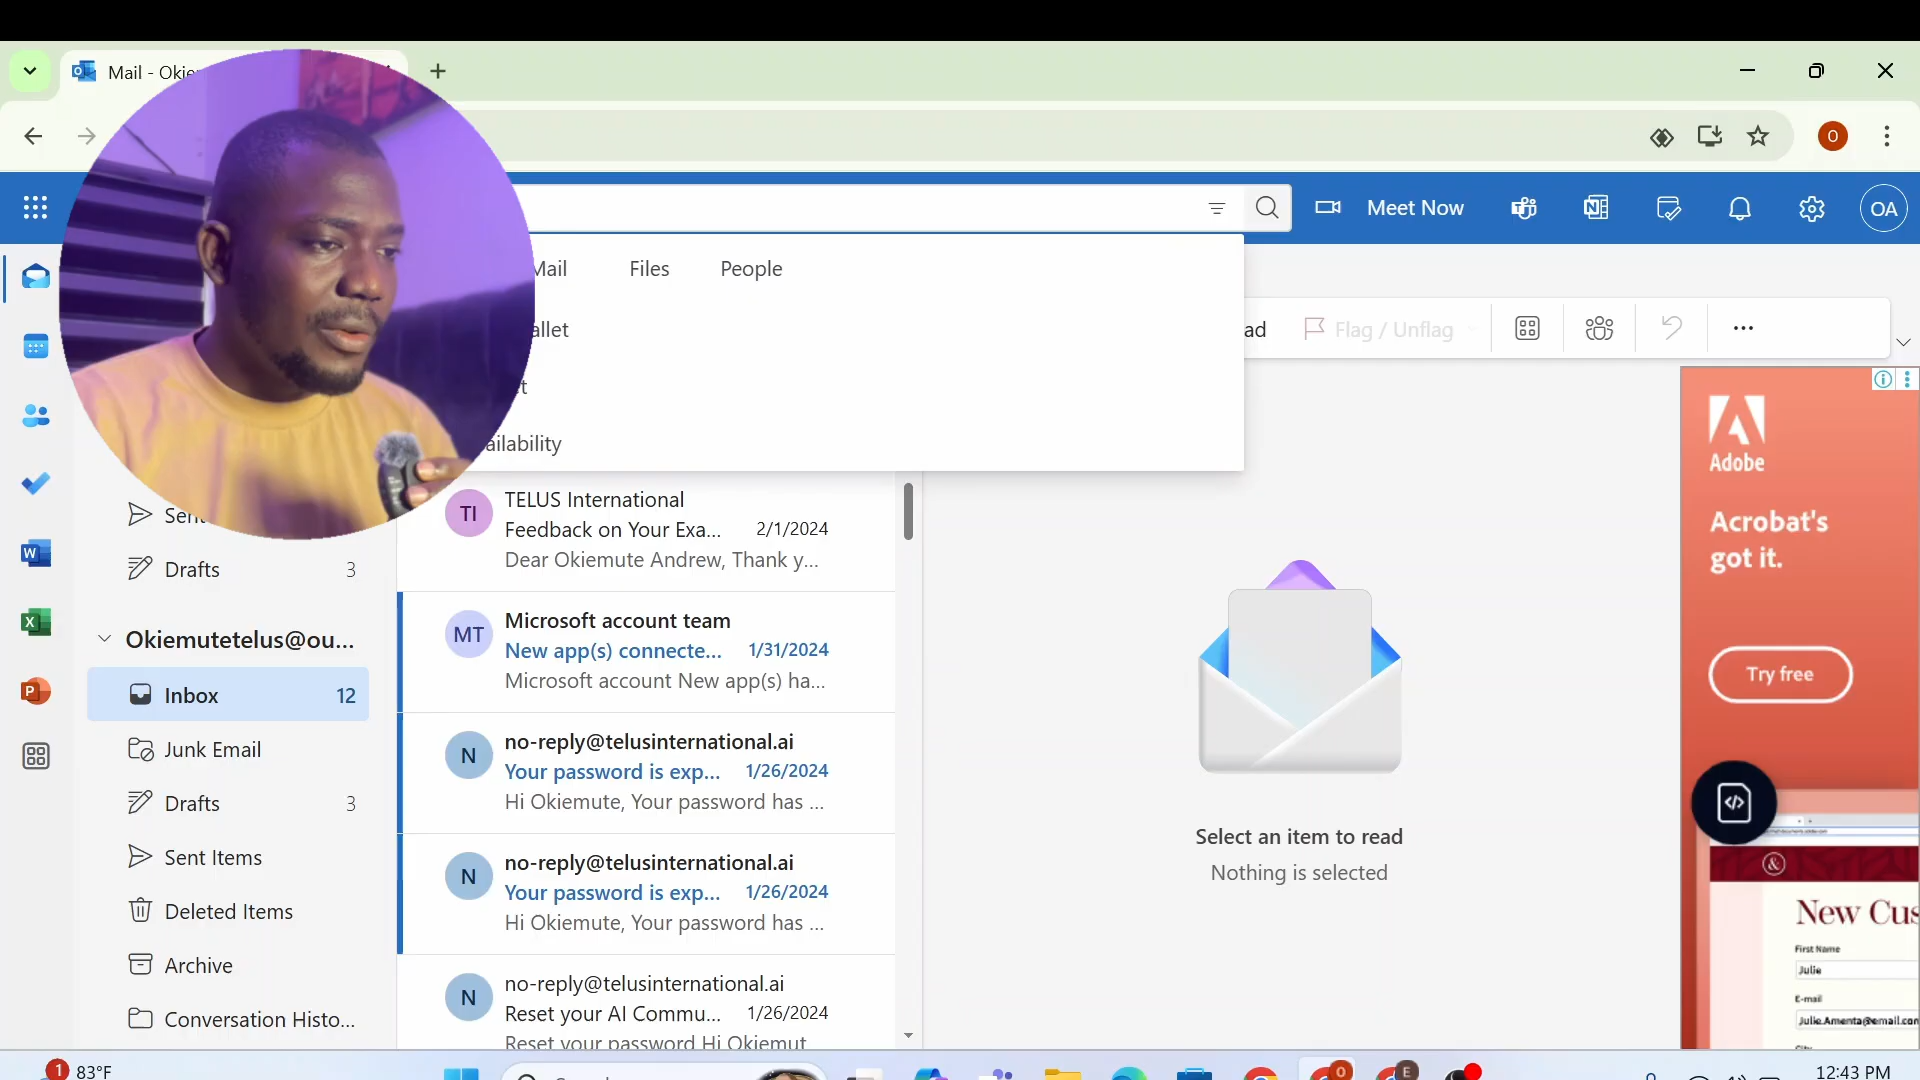 Mail - Okie
O
Meet Now
OA
Mail
Files
People
allet
t
ailability
ad
Flag / Unflag
Sent
Drafts
3
Okiemutetelus@ou...
Inbox
12
Junk Email
Drafts
3
Sent Items
Deleted Items
Archive
Conversation Histo...
TI
TELUS International
Feedback on Your Exa...
2/1/2024
Dear Okiemute Andrew, Thank y...
MT
Microsoft account team
New app(s) connecte...
1/31/2024
Microsoft account New app(s) ha...
N
no-reply@telusinternational.ai
Your password is exp...
1/26/2024
Hi Okiemute, Your password has ...
N
no-reply@telusinternational.ai
Your password is exp...
1/26/2024
Hi Okiemute, Your password has ...
N
no-reply@telusinternational.ai
Reset your AI Commu...
1/26/2024
Reset your password Hi Okiemut
Select an item to read
Nothing is selected
Adobe
Acrobat's
got it.
Try free
&
New Cus
First Name
Julie
E-mail
Julie.Amenta@email.con
1
83°F
O
E
12:43 PM